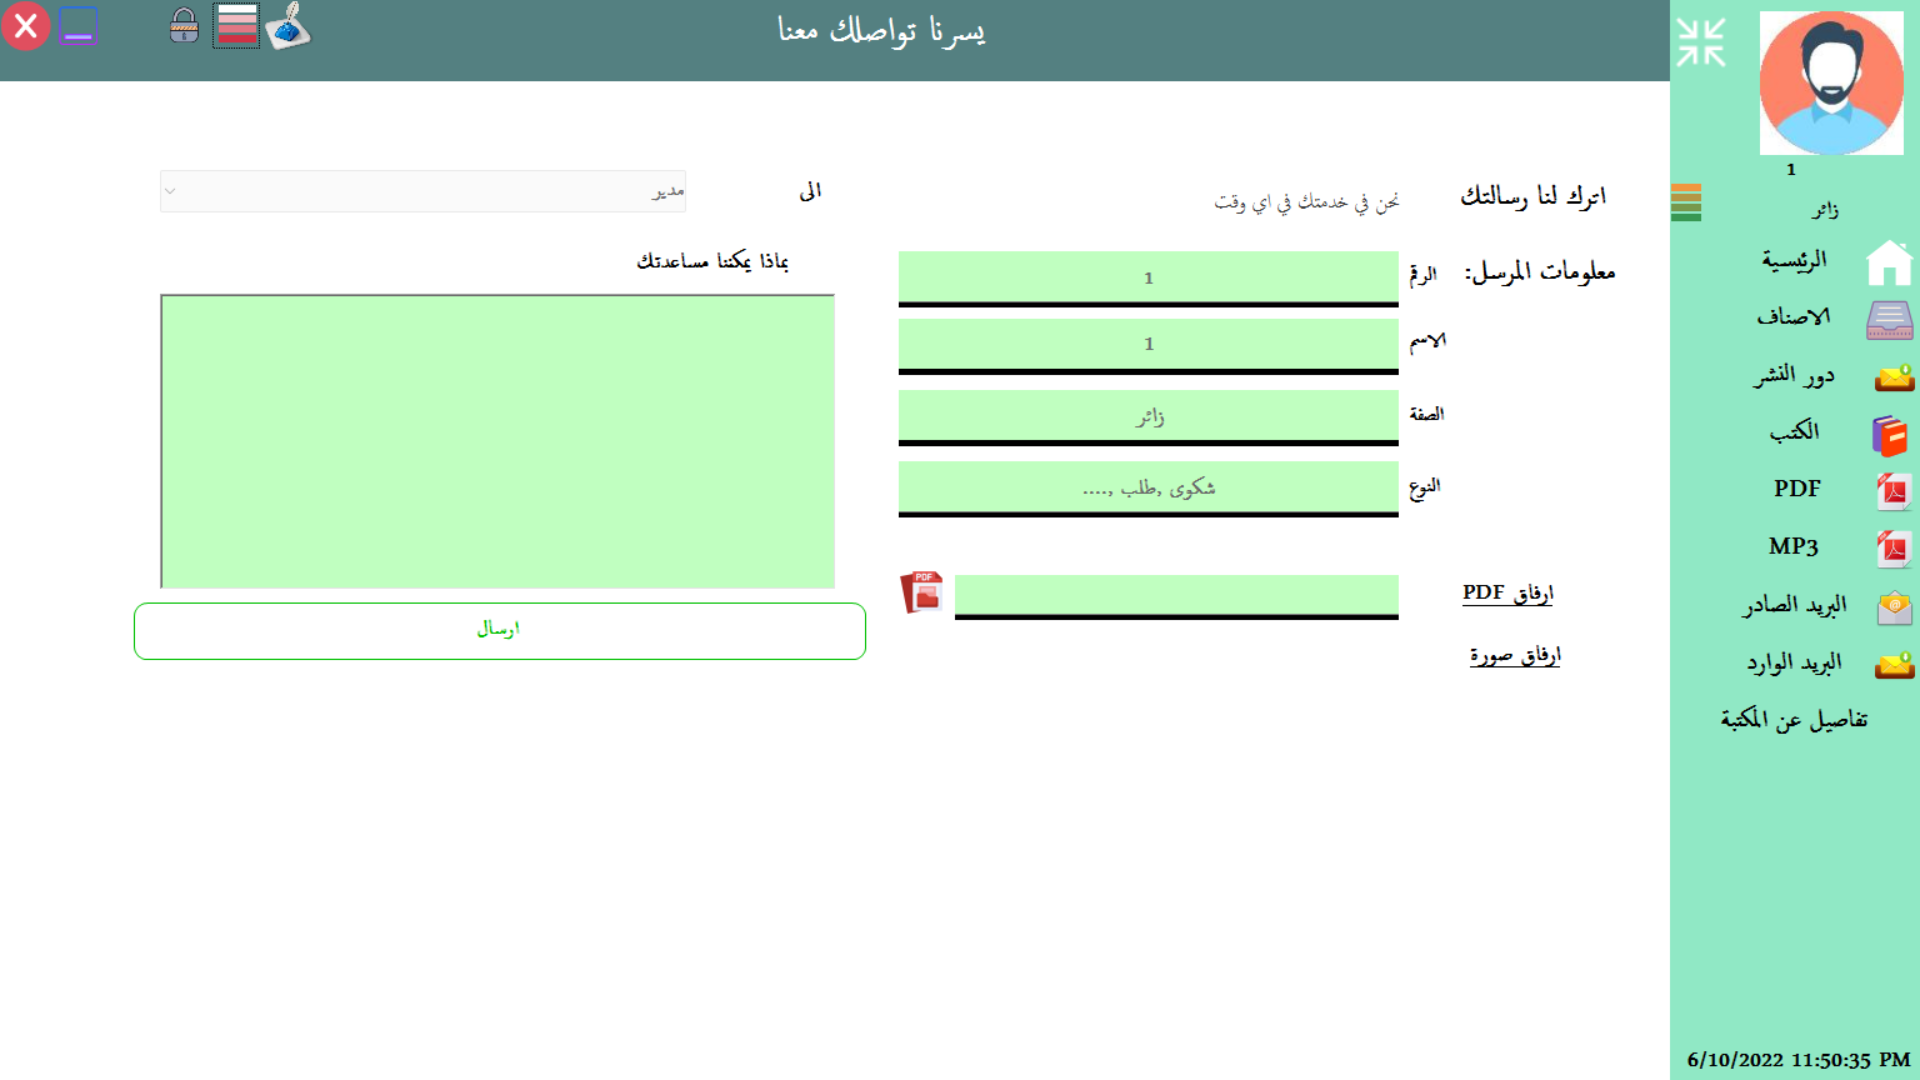 يسرنا تواصلك معنا
1
زائر
الرئيسية
الاصناف
دور النشر
الكتب
PDF
MP3
البريد الصادر
البريد الوارد
تفاصيل عن المكتبة
6/10/2022 11:50:35 PM
اترك لنا رسالتك
نحن في خدمتك في اي وقت
معلومات المرسل:
الرقم
1
الاسم
1
الصفة
زائر
النوع
شكوى ,طلب ,....
ارفاق PDF
PDF
ارفاق صورة
الى
مدير
بماذا يمكننا مساعدتك
ارسال